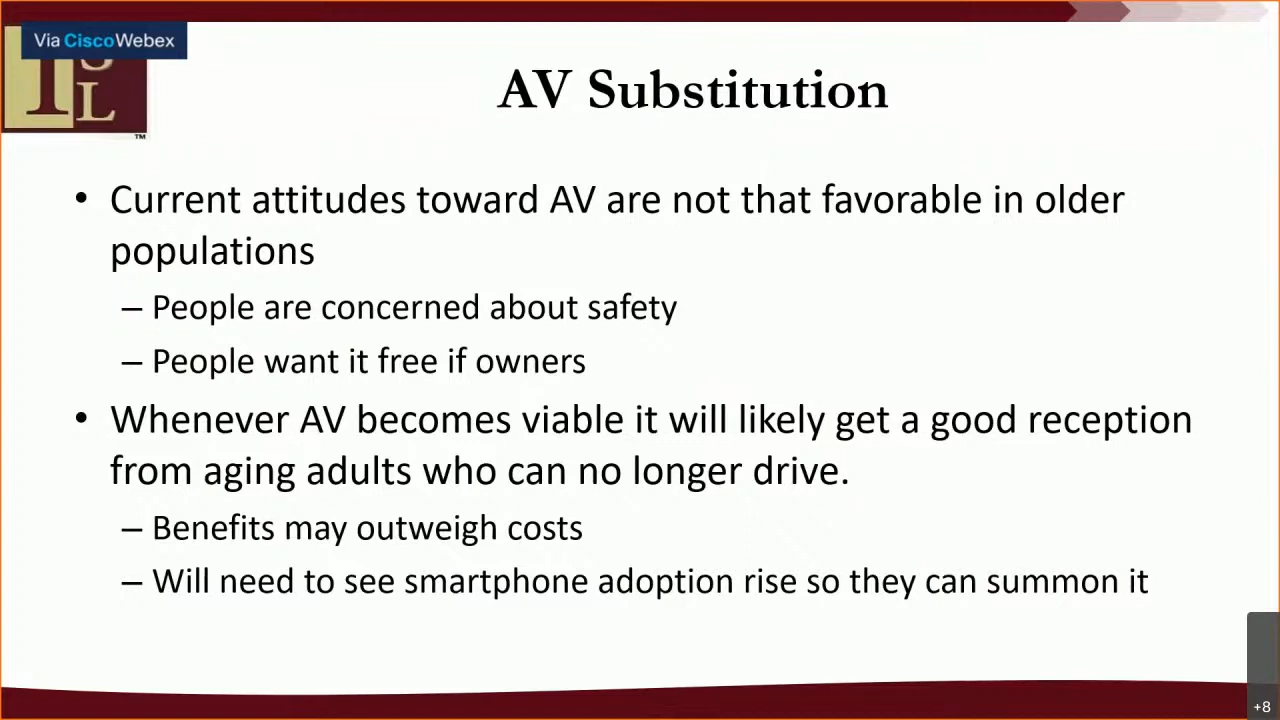 Via Cisco Webex
I
S
L
™
AV Substitution
• Current attitudes toward AV are not that favorable in older
populations
– People are concerned about safety
– People want it free if owners
• Whenever AV becomes viable it will likely get a good reception
from aging adults who can no longer drive.
– Benefits may outweigh costs
– Will need to see smartphone adoption rise so they can summon it
+8